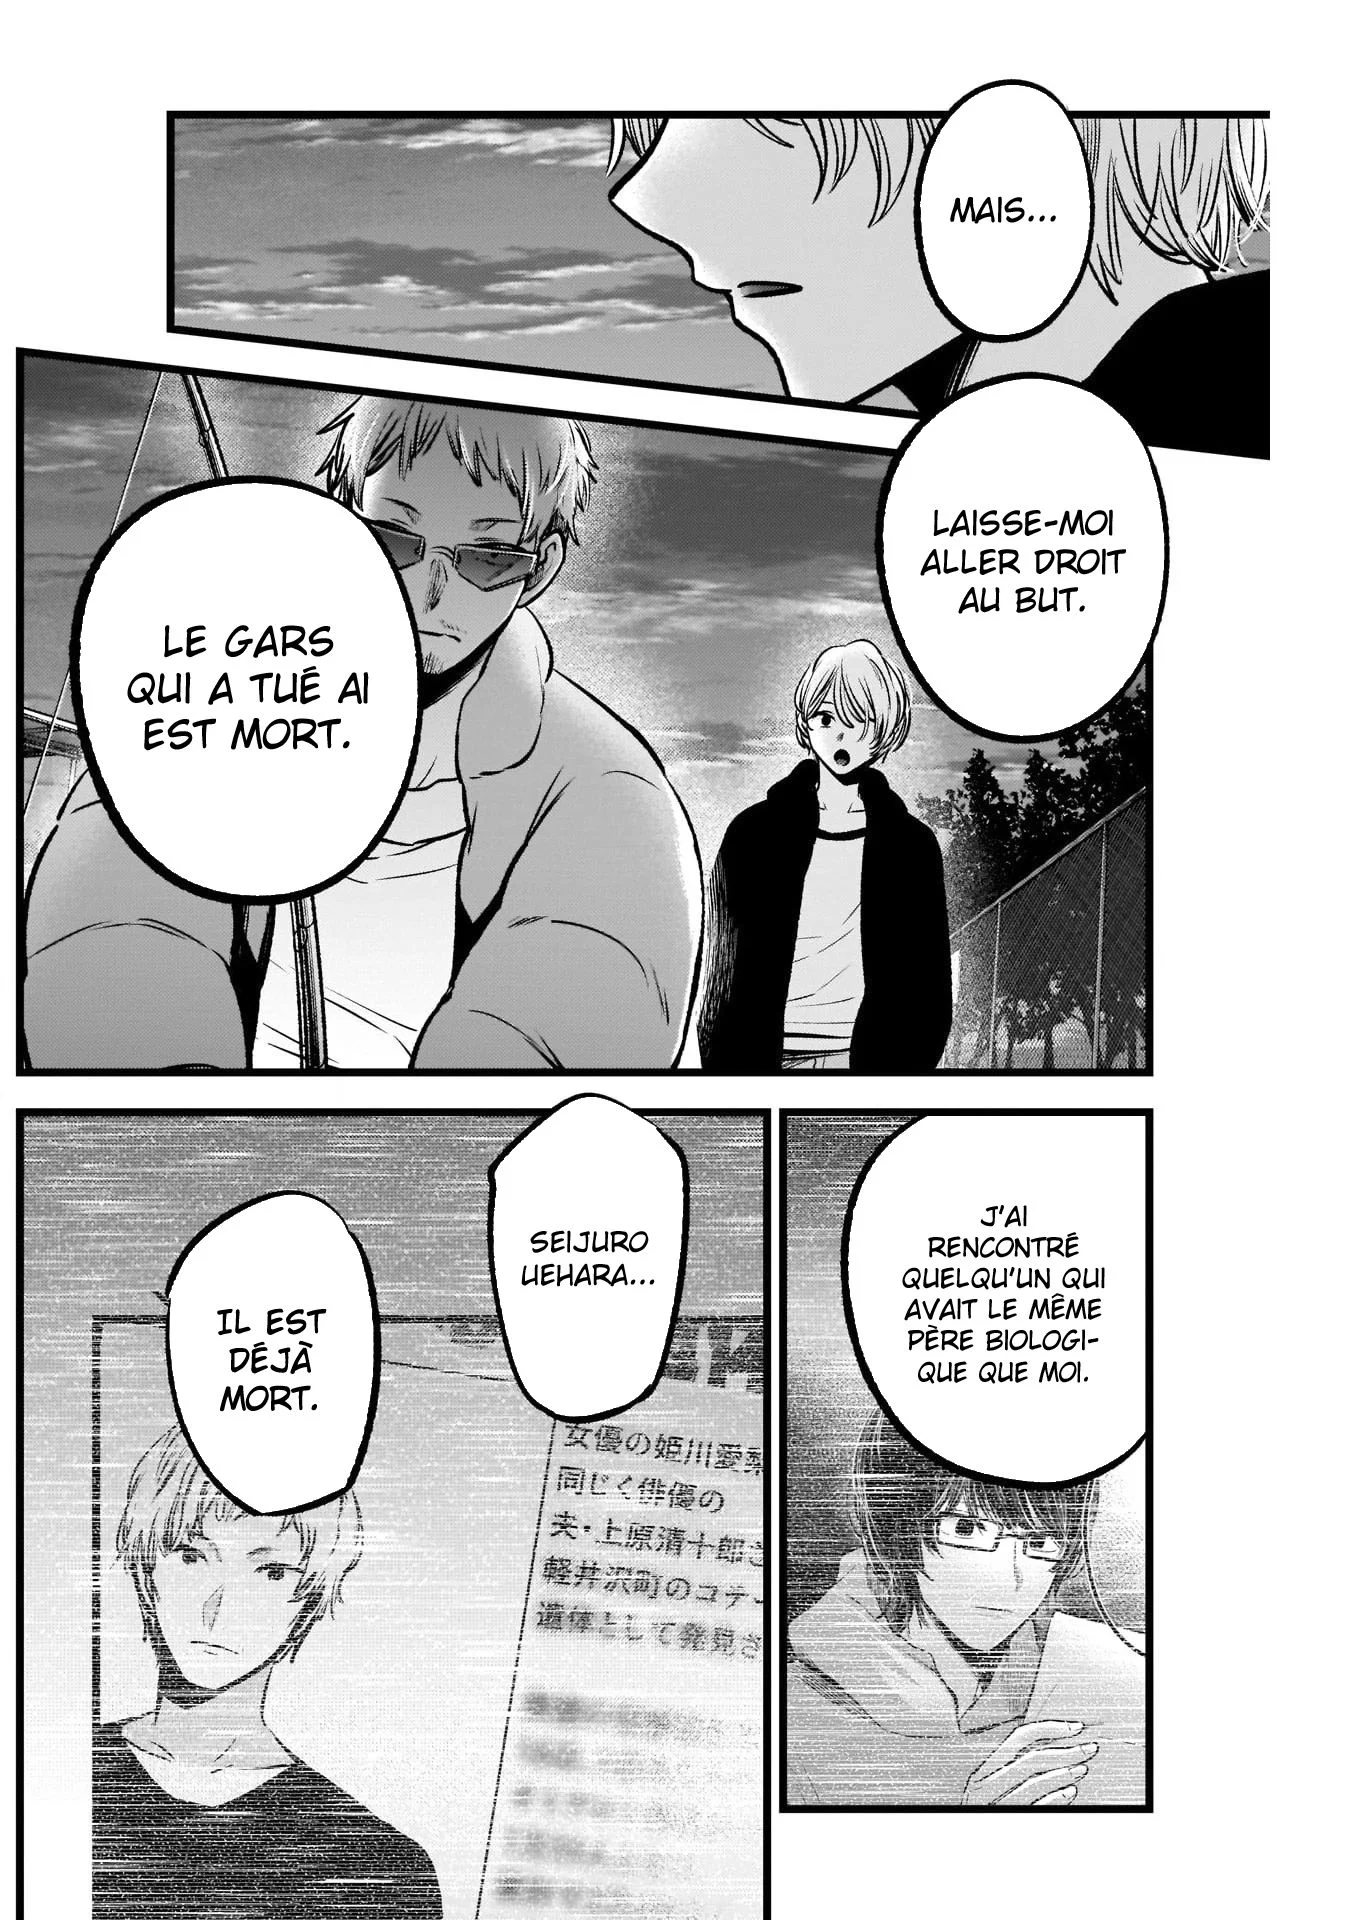 MAIS...
LAISSE-MOI
ALLER DROIT
AU BUT.
LE GARS
QUI A TUÉ AI
EST MORT.
J'AI
RENCONTRÉ
QUELQU'UN QUI
AVAIT LE MÊME
PÈRE BIOLOGI-
QUE QUE MOI.
SEIJURO
UEHARA...
IL EST
DÉJÀ
MORT.
女優の姫川愛梨
同じく俳優の
夫・上原清十郎さ
軽井沢町のコテ
遺体として発見さ